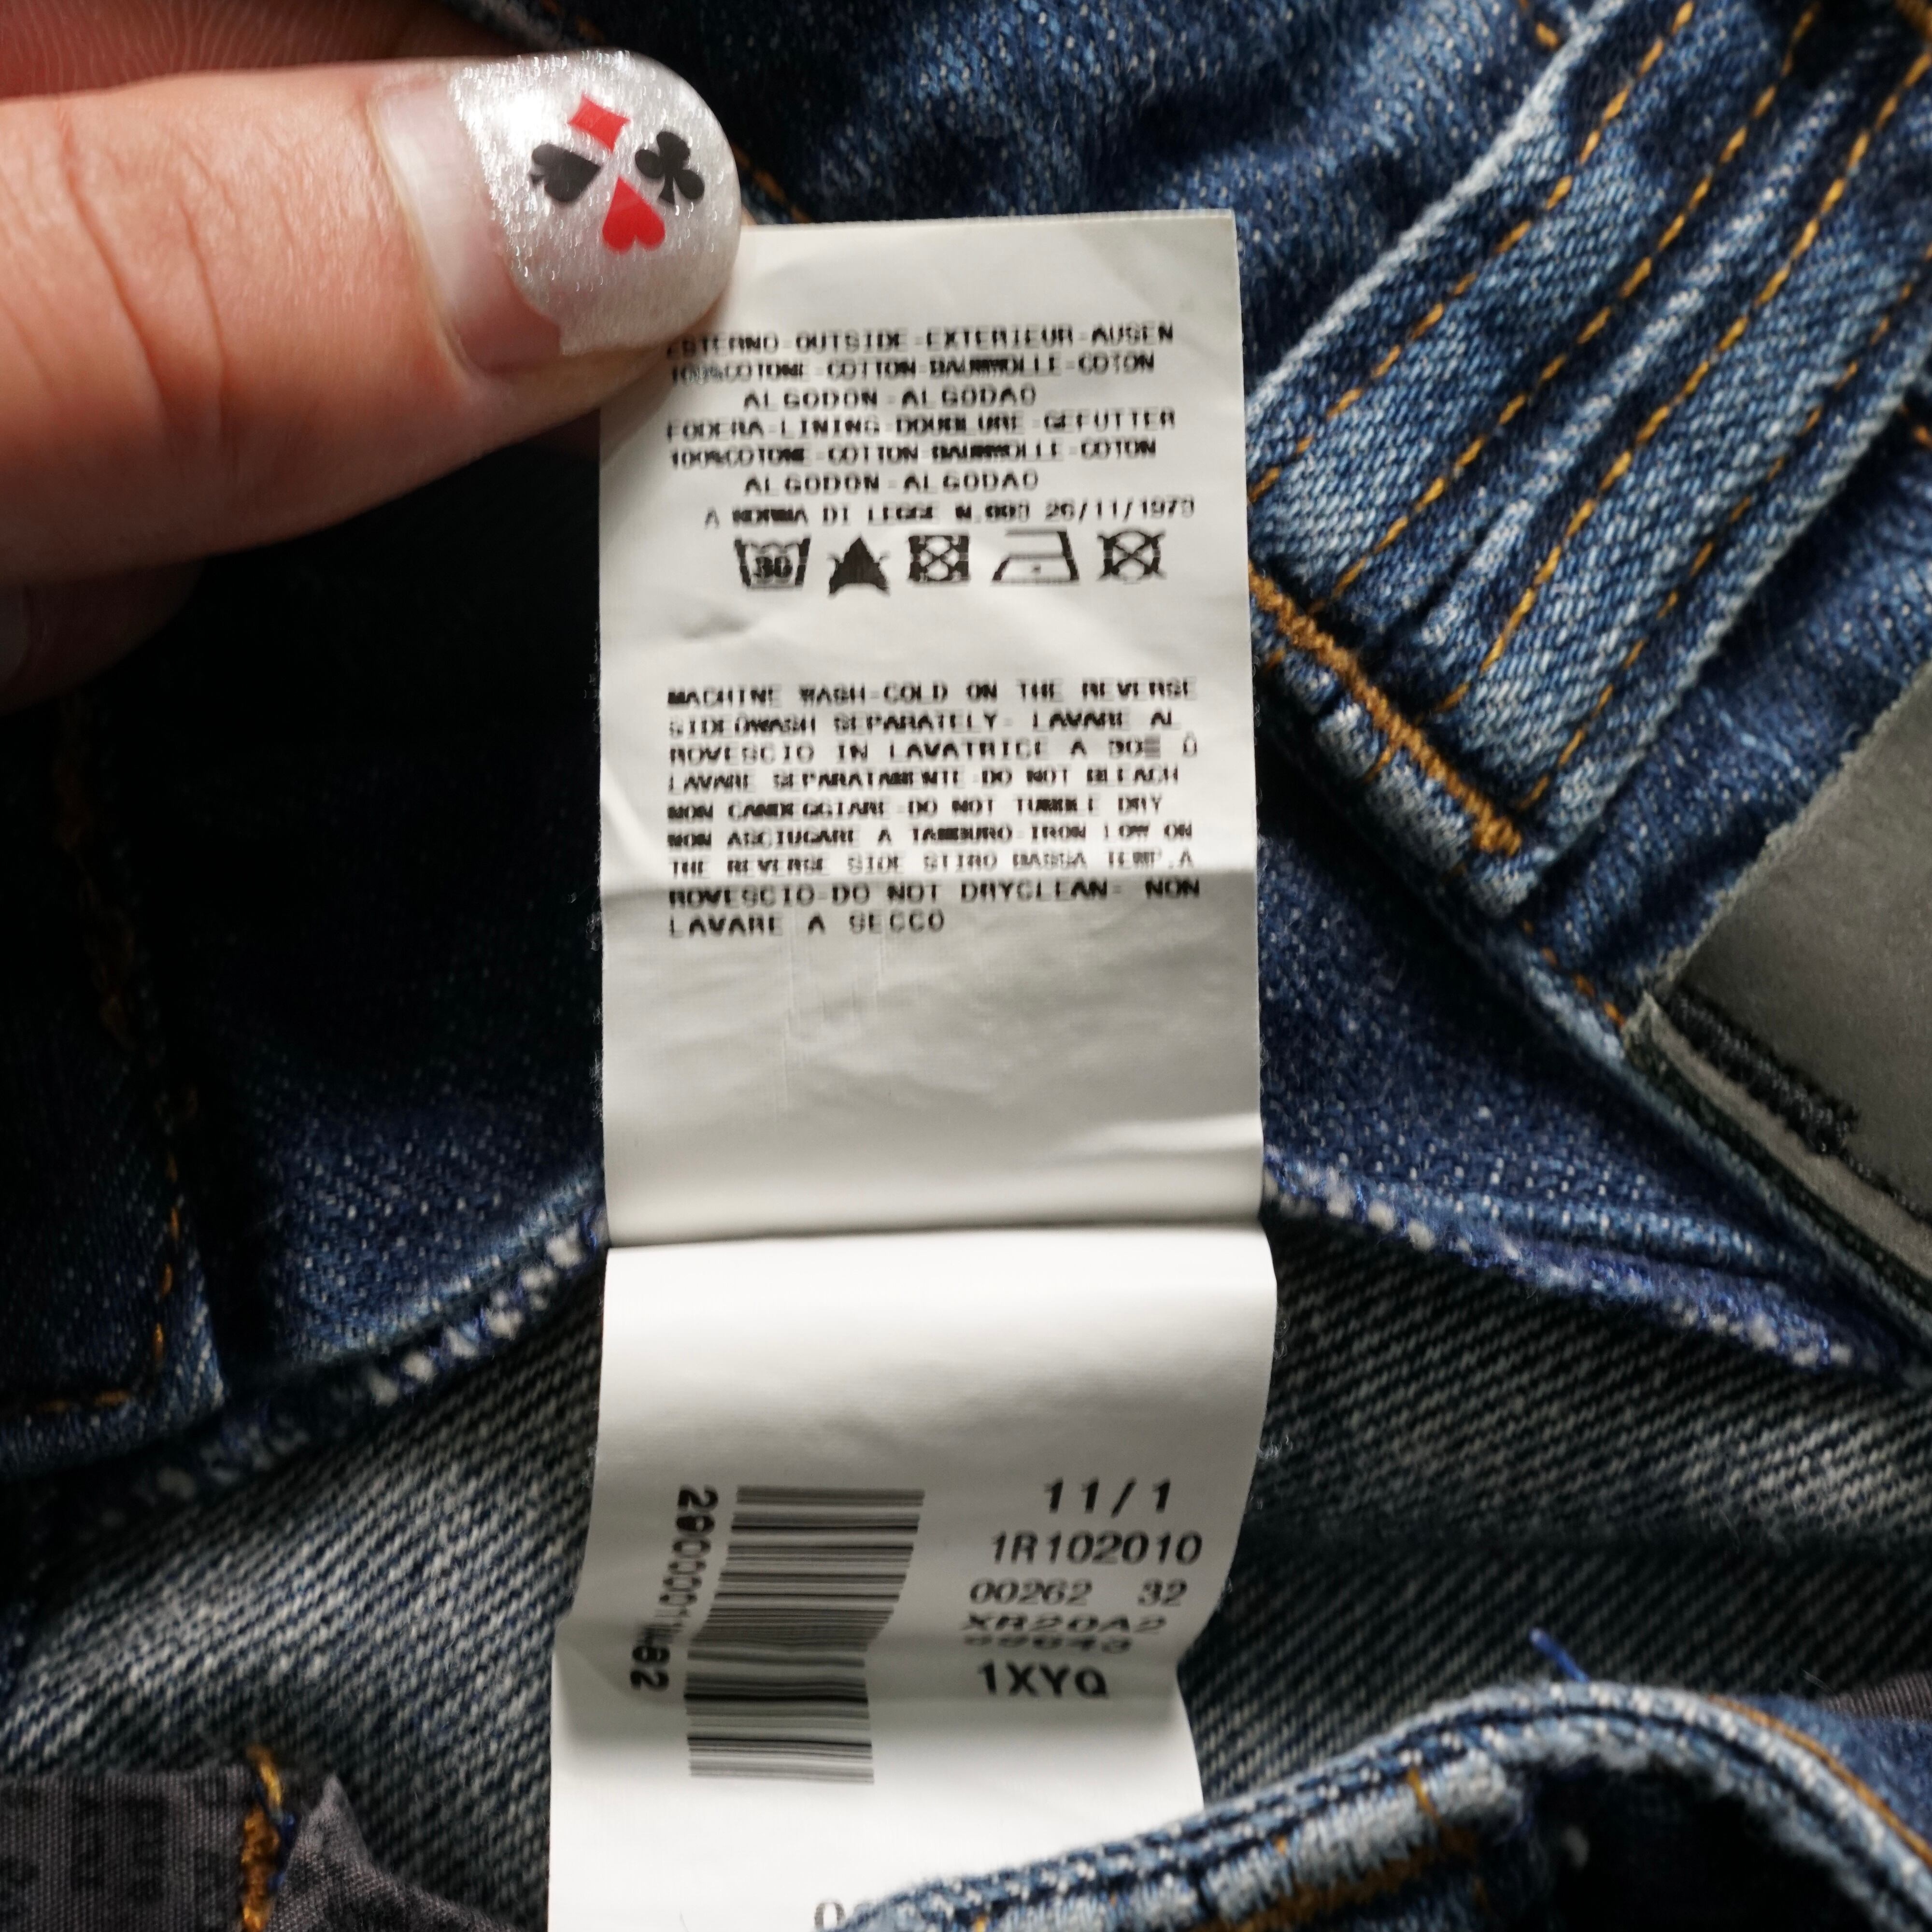 ESTERNO-OUTSIDE-EXTERIEUR-AUSEN
100%COTONE-COTTON-BAUMWOLLE-COTON
ALGODON-ALGODAO
FODERA-LINING-DOUBLURE-GEFUTTER
100%COTONE-COTTON-BAUMWOLLE-COTON
ALGODON-ALGODAO
A NORMA DI LEGGE N.883 26/11/1973
30
MACHINE WASH-COLD ON THE REVERSE
SIDEÙWASH SEPARATELY- LAVARE AL
ROVESCIO IN LAVATRICE A
LAVARE SEPARATAMENTE-DO NOT BLEACH
NON CANDEGGIARE-DO NOT TUMBLE DRY
NON ASCIUGARE A TAMBURO-IRON LOW ON
THE REVERSE SIDE STIRO BASSA TEMP.A
ROVESCIO-DO NOT DRYCLEAN- NON
LAVARE A SECCO
11/1
1R102010
00262 32
XR20A2
1XYQ